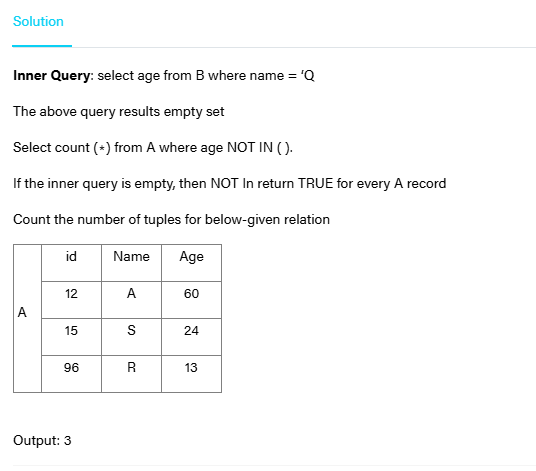 Solution
Inner Query: select age from B where name = 'Q
The above query results empty set
Select count (*) from A where age NOT IN ( ).
If the inner query is empty, then NOT In return TRUE for every A record
Count the number of tuples for below-given relation
id Name Age
12 A 60
A
15 S 24
96 R 13
Output: 3